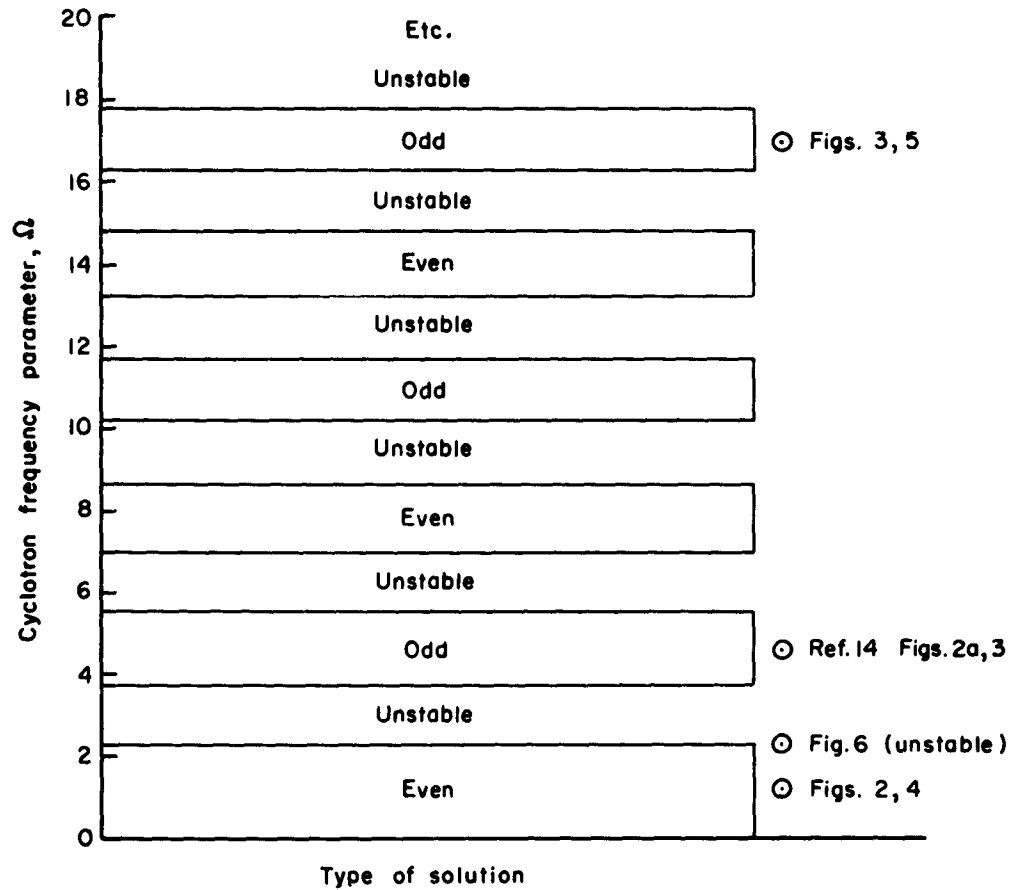 20
Etc.
Unstable
18
Odd
⊙ Figs. 3, 5
16
Unstable
Even
14
Unstable
12
Odd
10
Unstable
Even
8
Unstable
6
Odd
⊙ Ref. 14 Figs. 2a, 3
4
Unstable
⊙ Fig. 6 (unstable)
2
Even
⊙ Figs. 2, 4
0
Cyclotron frequency parameter, Ω
Type of solution